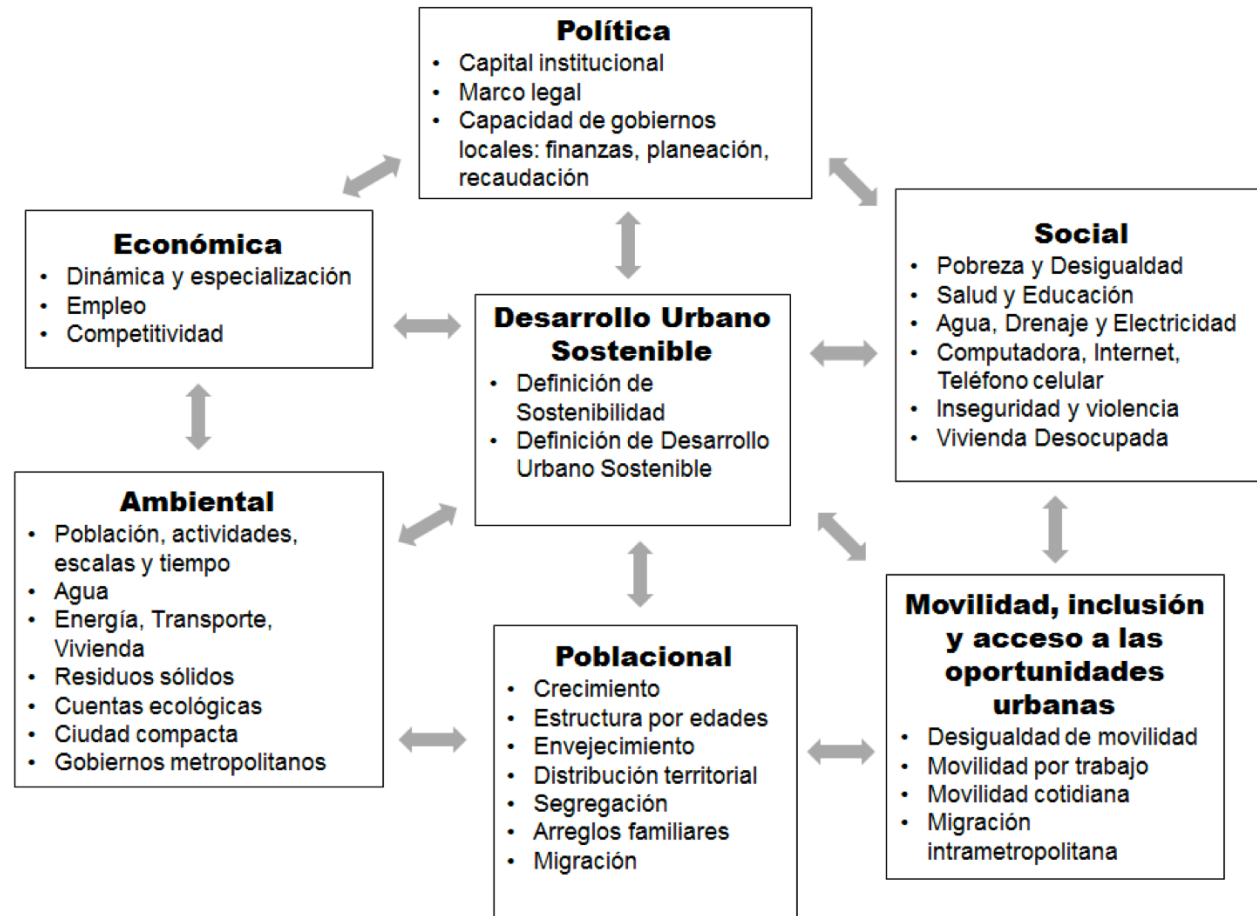 Política
• Capital institucional
• Marco legal
• Capacidad de gobiernos
locales: finanzas, planeación,
recaudación
Económica
• Dinámica y especialización
• Empleo
• Competitividad
Social
• Pobreza y Desigualdad
• Salud y Educación
• Agua, Drenaje y Electricidad
• Computadora, Internet,
Teléfono celular
• Inseguridad y violencia
• Vivienda Desocupada
Desarrollo Urbano
Sostenible
• Definición de
Sostenibilidad
• Definición de Desarrollo
Urbano Sostenible
Ambiental
• Población, actividades,
escalas y tiempo
• Agua
• Energía, Transporte,
Vivienda
• Residuos sólidos
• Cuentas ecológicas
• Ciudad compacta
• Gobiernos metropolitanos
Poblacional
• Crecimiento
• Estructura por edades
• Envejecimiento
• Distribución territorial
• Segregación
• Arreglos familiares
• Migración
Movilidad, inclusión
y acceso a las
oportunidades
urbanas
• Desigualdad de movilidad
• Movilidad por trabajo
• Movilidad cotidiana
• Migración
intrametropolitana